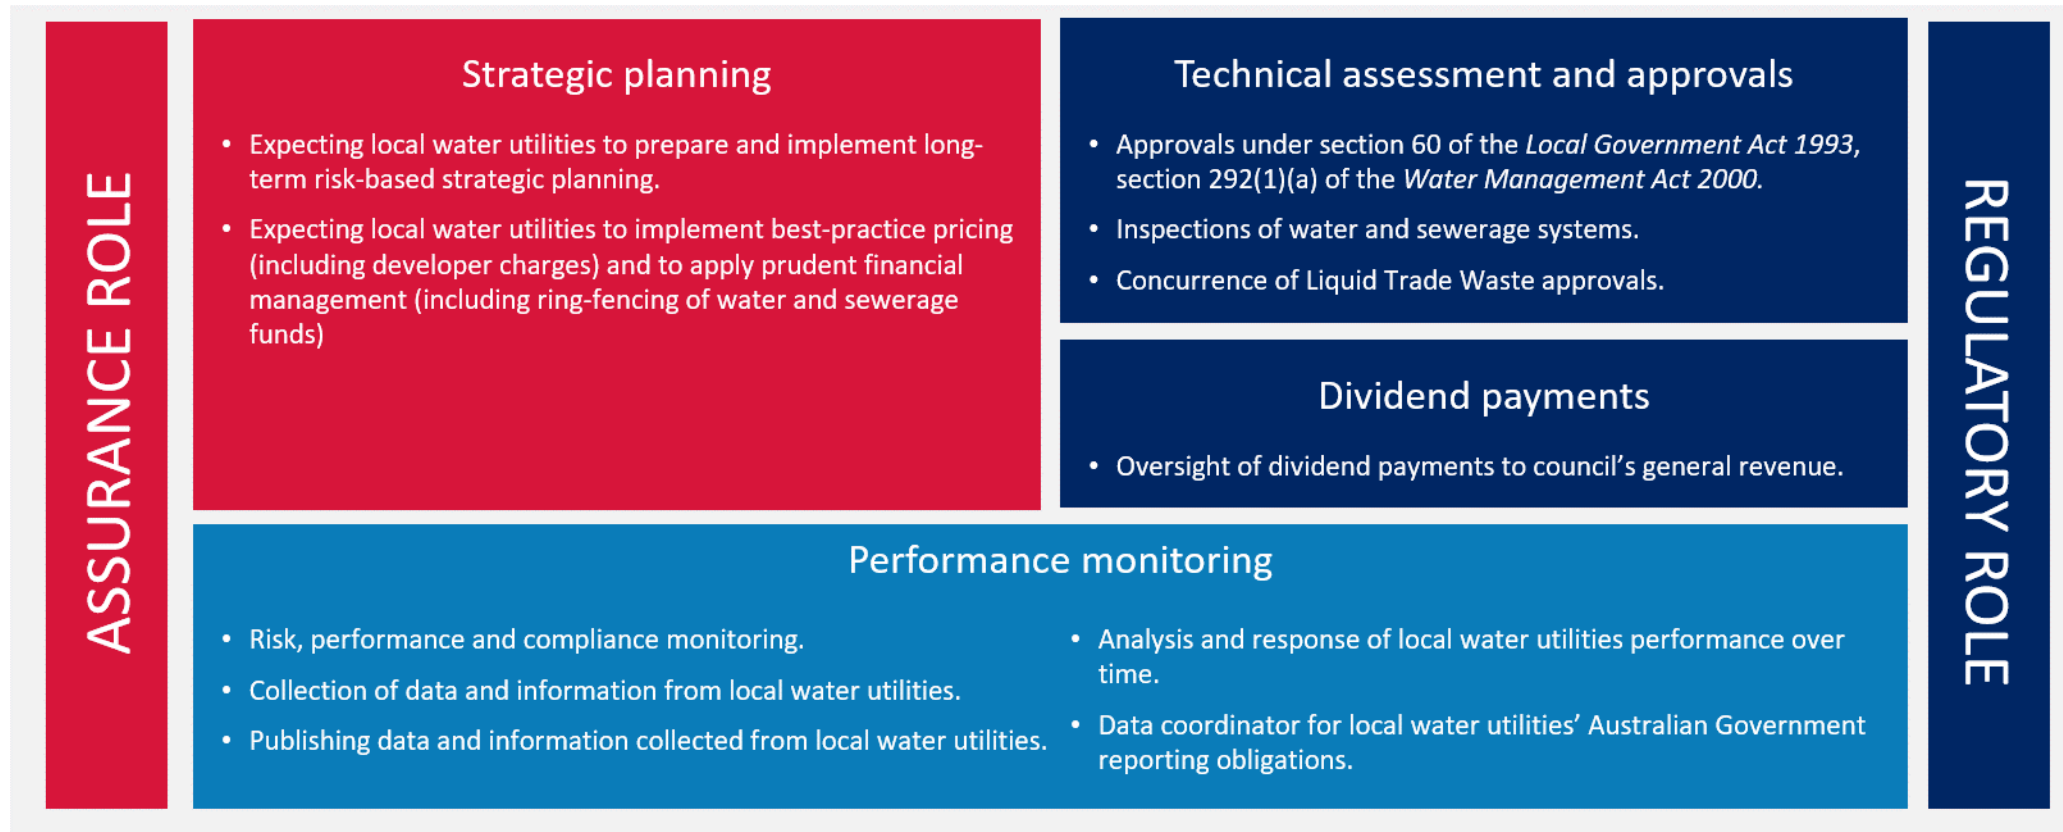 ASSURANCE ROLE
Strategic planning
• Expecting local water utilities to prepare and implement long-
term risk-based strategic planning.
• Expecting local water utilities to implement best-practice pricing
(including developer charges) and to apply prudent financial
management (including ring-fencing of water and sewerage
funds)
Technical assessment and approvals
• Approvals under section 60 of the Local Government Act 1993,
section 292(1)(a) of the Water Management Act 2000.
• Inspections of water and sewerage systems.
• Concurrence of Liquid Trade Waste approvals.
Dividend payments
• Oversight of dividend payments to council’s general revenue.
Performance monitoring
• Risk, performance and compliance monitoring.
• Collection of data and information from local water utilities.
• Publishing data and information collected from local water utilities.
• Analysis and response of local water utilities performance over
time.
• Data coordinator for local water utilities’ Australian Government
reporting obligations.
REGULATORY ROLE